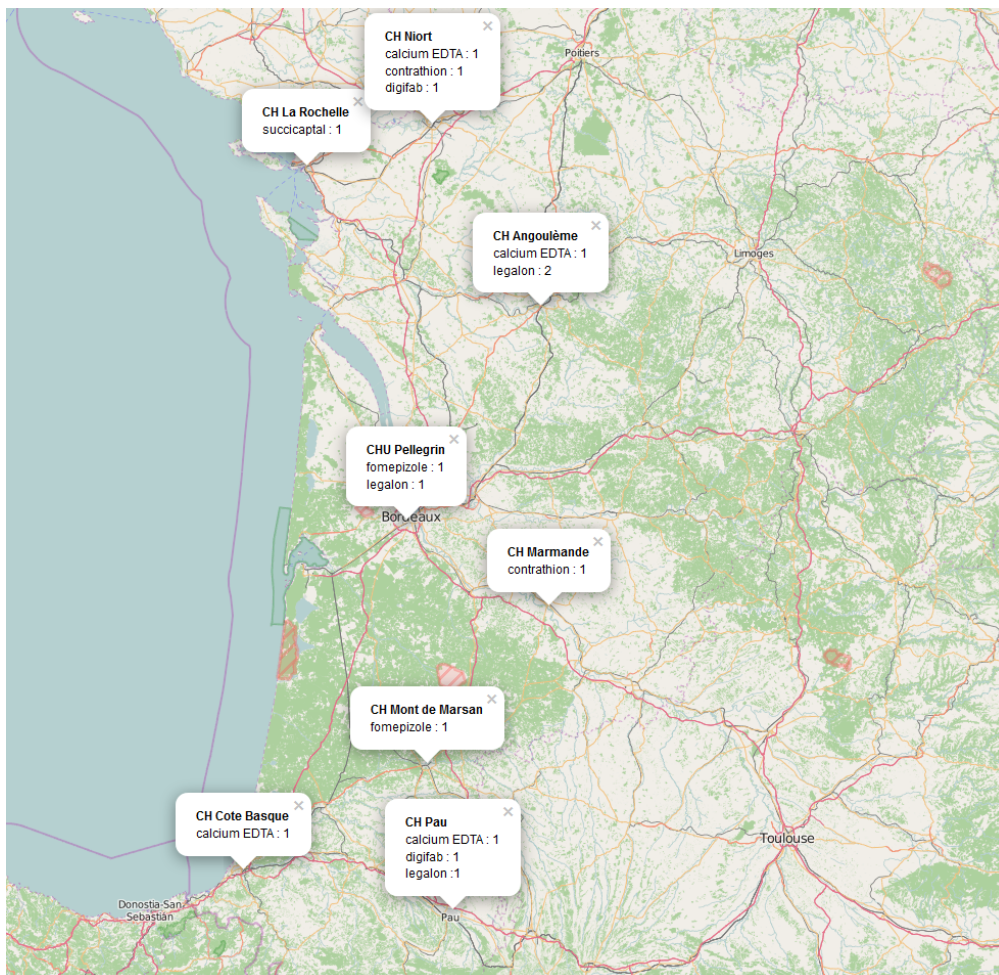 CH Niort
calcium EDTA : 1
contrathion : 1
digifab : 1
Poitiers
CH La Rochelle
succicaptal : 1
CH Angoulème
calcium EDTA : 1
legalon : 2
Limoges
CHU Pellegrin
fomepizole : 1
legalon : 1
Bordeaux
CH Marmande
contrathion : 1
CH Mont de Marsan
fomepizole : 1
CH Cote Basque
calcium EDTA : 1
CH Pau
calcium EDTA : 1
digifab : 1
legalon :1
Toulouse
Donostia-San
Sebastián
Pau